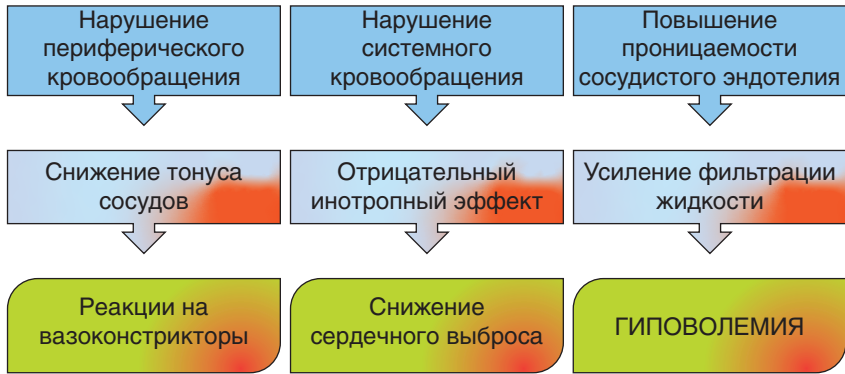 Нарушение
периферического
кровообращения
Нарушение
системного
кровообращения
Повышение
проницаемости
сосудистого эндотелия
Снижение тонуса
сосудов
Отрицательный
инотропный эффект
Усиление фильтрации
жидкости
Реакции на
вазоконстрикторы
Снижение
сердечного выброса
ГИПОВОЛЕМИЯ